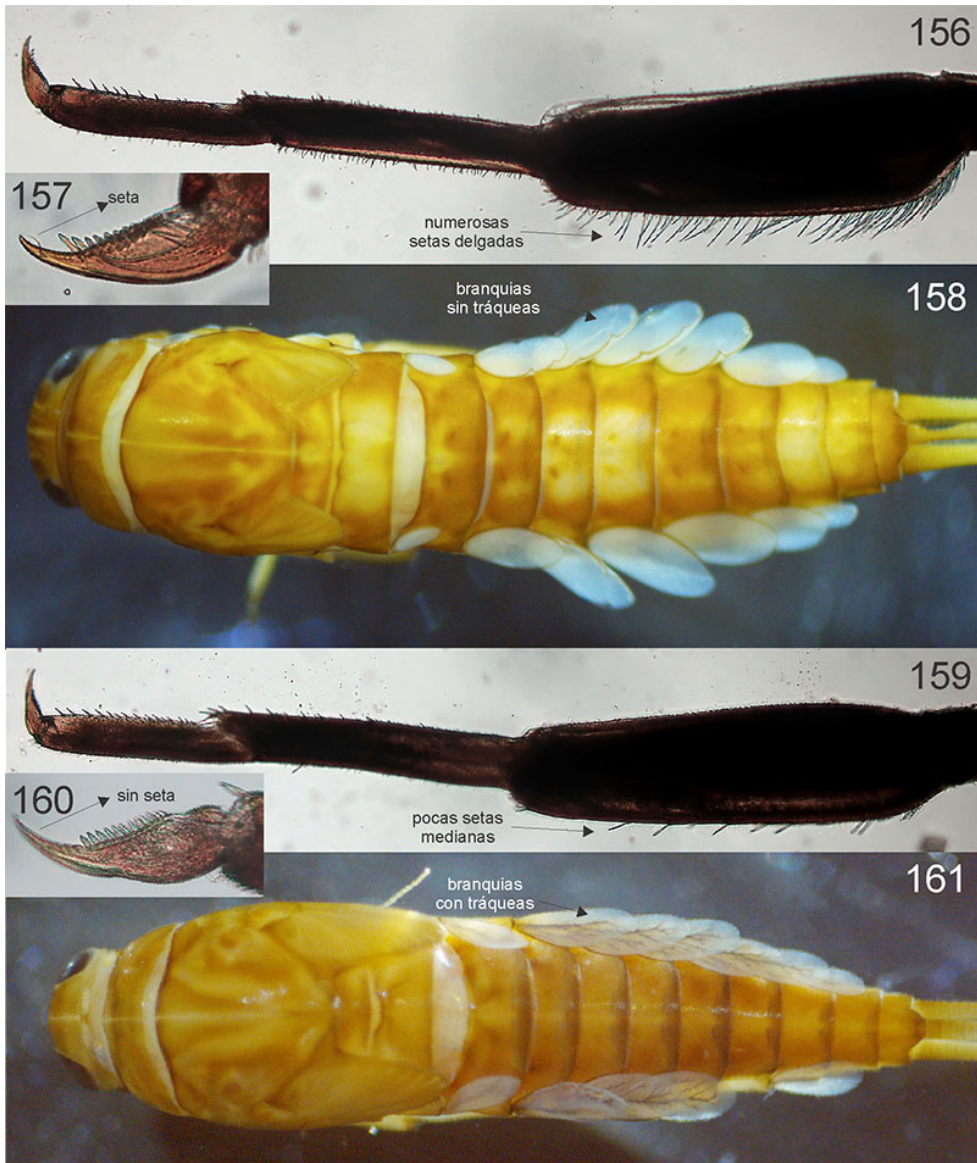 156
157
seta
numerosas
setas delgadas
branquias
sin tráqueas
158
159
160
sin seta
pocas setas
medianas
branquias
con tráqueas
161